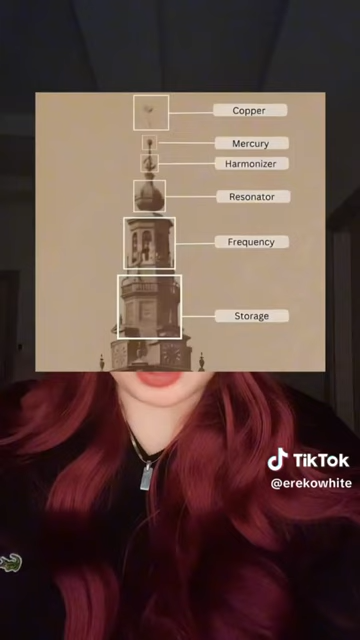 Copper
Mercury
Harmonizer
Resonator
Frequency
Storage
TikTok
@erekowhite